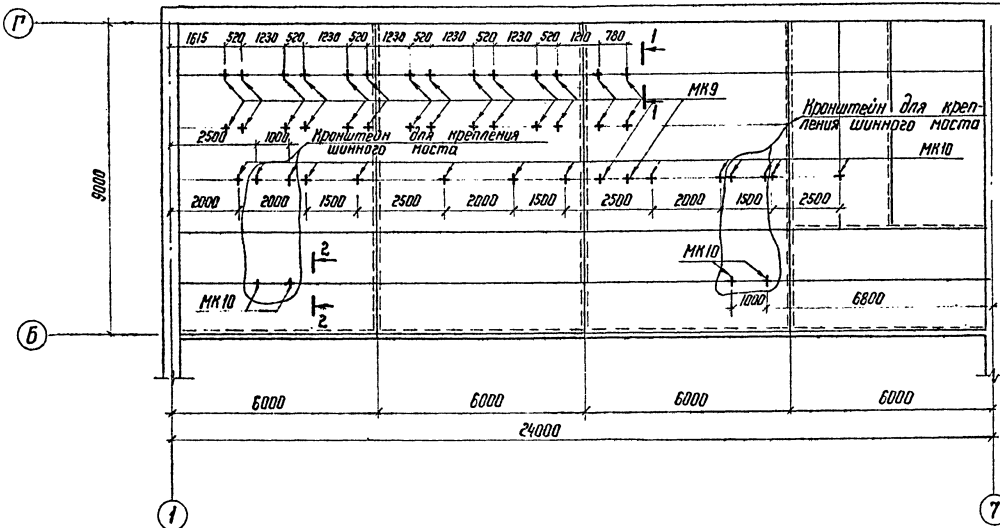 Г
1615 520 1230 520 1230 520 1230 520 1230 520 1230 520 1210 780 1
МК9
1
Кронштейн для креп-
ления шинного моста
2500 1000 Кронштейн для крепления
шинного моста
МК10
9000
2000 2000 1500 2500 2000 1500 2500 2000 1500 2500
2
МК10
МК10
1000
6800
2
Б
6000 6000 6000 6000
24000
1 7